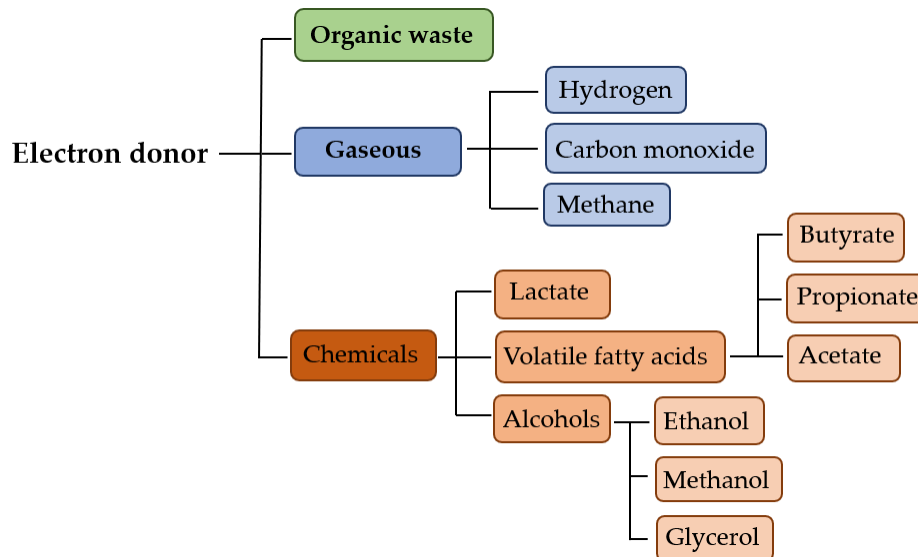 Organic waste
Hydrogen
Electron donor
Gaseous
Carbon monoxide
Methane
Butyrate
Lactate
Propionate
Chemicals
Volatile fatty acids
Acetate
Alcohols
Ethanol
Methanol
Glycerol